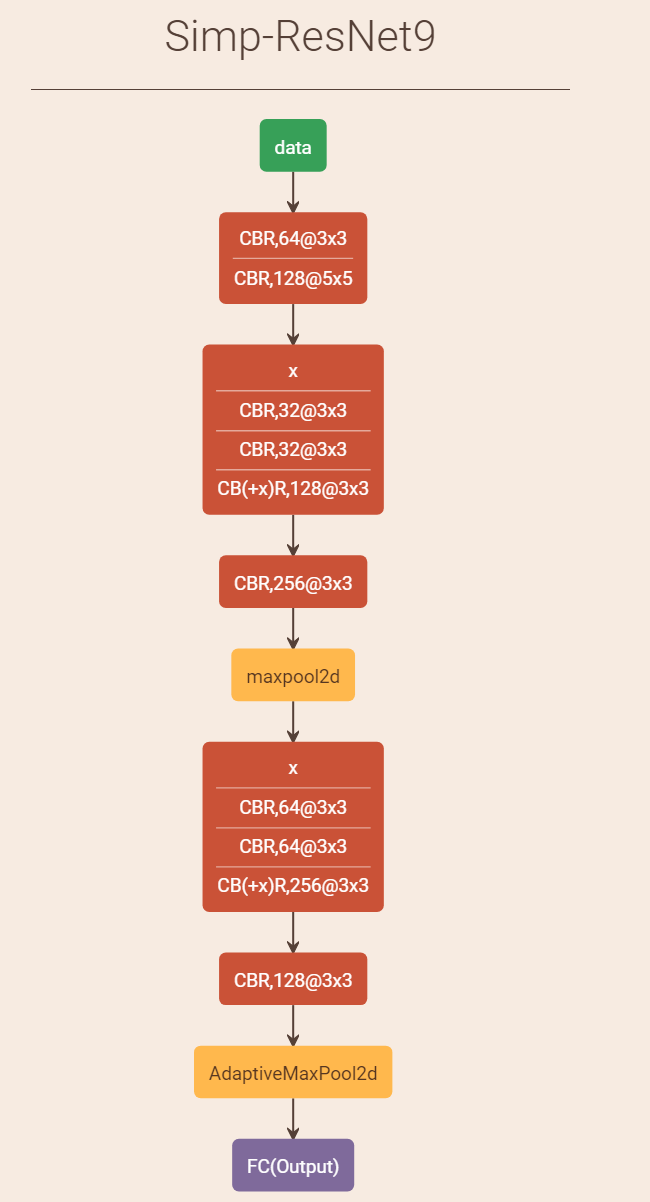 Simp-ResNet9
data
CBR,64@3x3
CBR,128@5x5
x
CBR,32@3x3
CBR,32@3x3
CB(+x)R,128@3x3
CBR,256@3x3
maxpool2d
x
CBR,64@3x3
CBR,64@3x3
CB(+x)R,256@3x3
CBR,128@3x3
AdaptiveMaxPool2d
FC(Output)